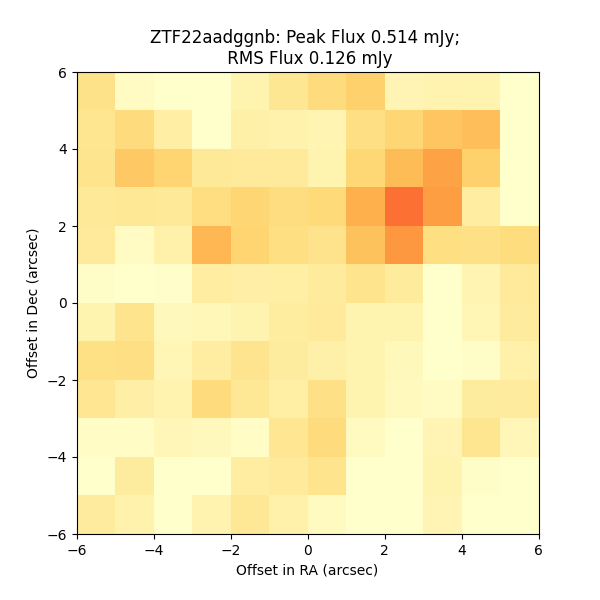 ZTF22aadggnb: Peak Flux 0.514 mJy;
RMS Flux 0.126 mJy
6
4
2
0
−2
−4
−6
Offset in Dec (arcsec)
−6 −4 −2 0 2 4 6
Offset in RA (arcsec)